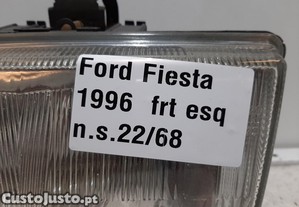 Ford Fiesta
1996 frt esq
n.s.22/68
CustoJusto.pt